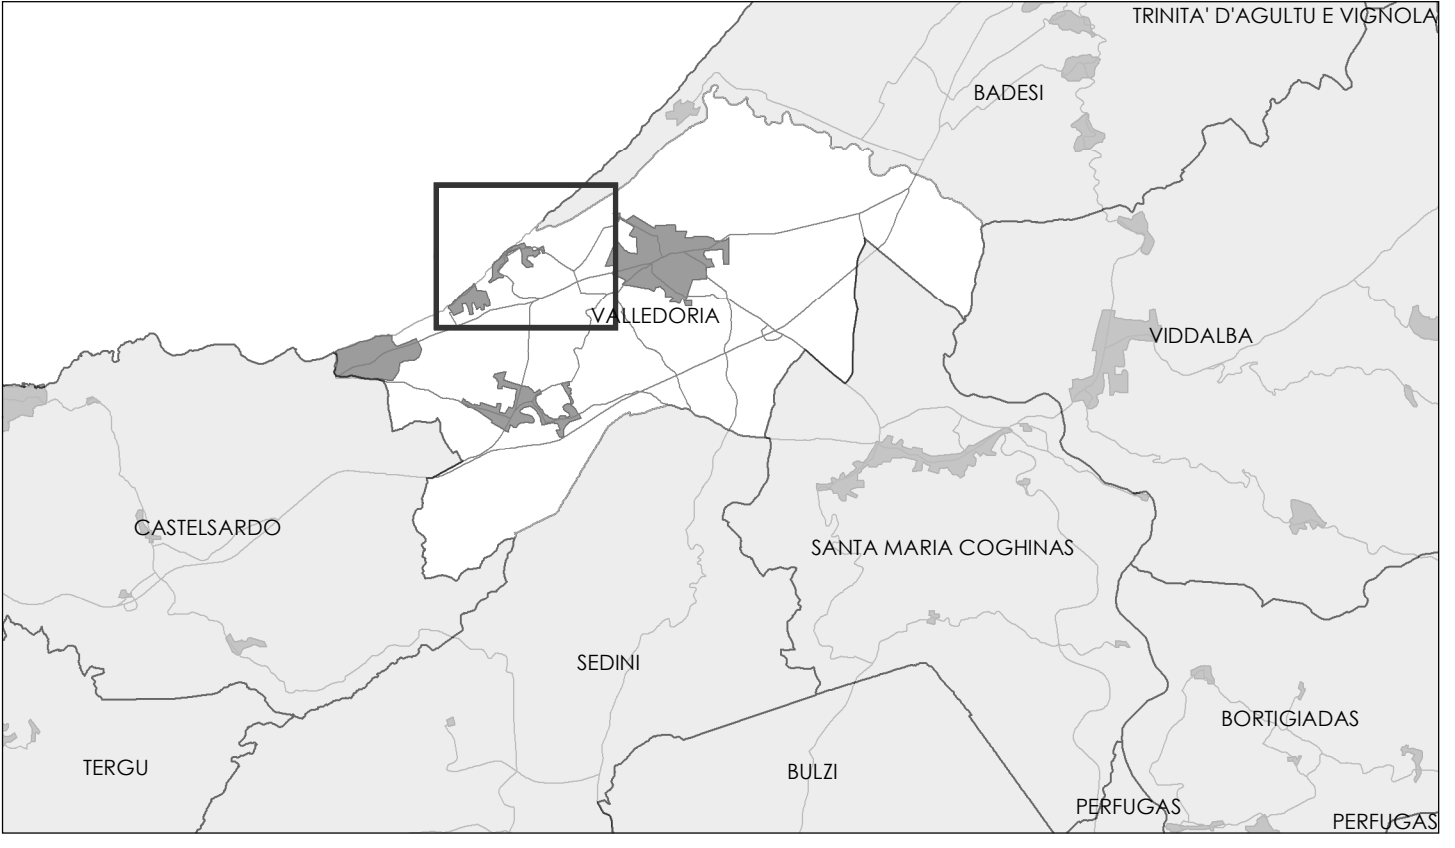 TRINITA' D'AGULTU E VIGNOLA
BADESI
VALLEDORIA
VIDDALBA
CASTELSARDO
SANTA MARIA COGHINAS
SEDINI
BORTIGIADAS
TERGU
BULZI
PERFUGAS
PERFUGAS